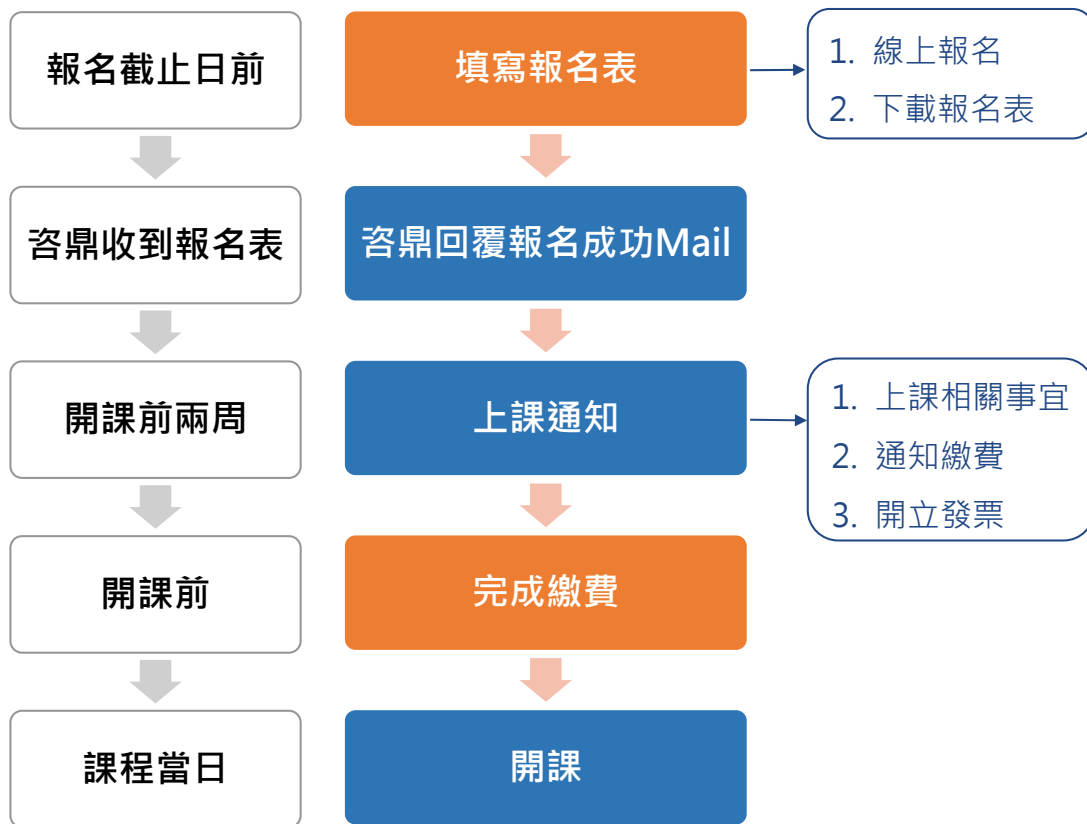 報名截止日前
填寫報名表
1. 線上報名
2. 下載報名表
咨鼎收到報名表
咨鼎回覆報名成功Mail
開課前兩周
上課通知
1. 上課相關事宜
2. 通知繳費
3. 開立發票
開課前
完成繳費
課程當日
開課